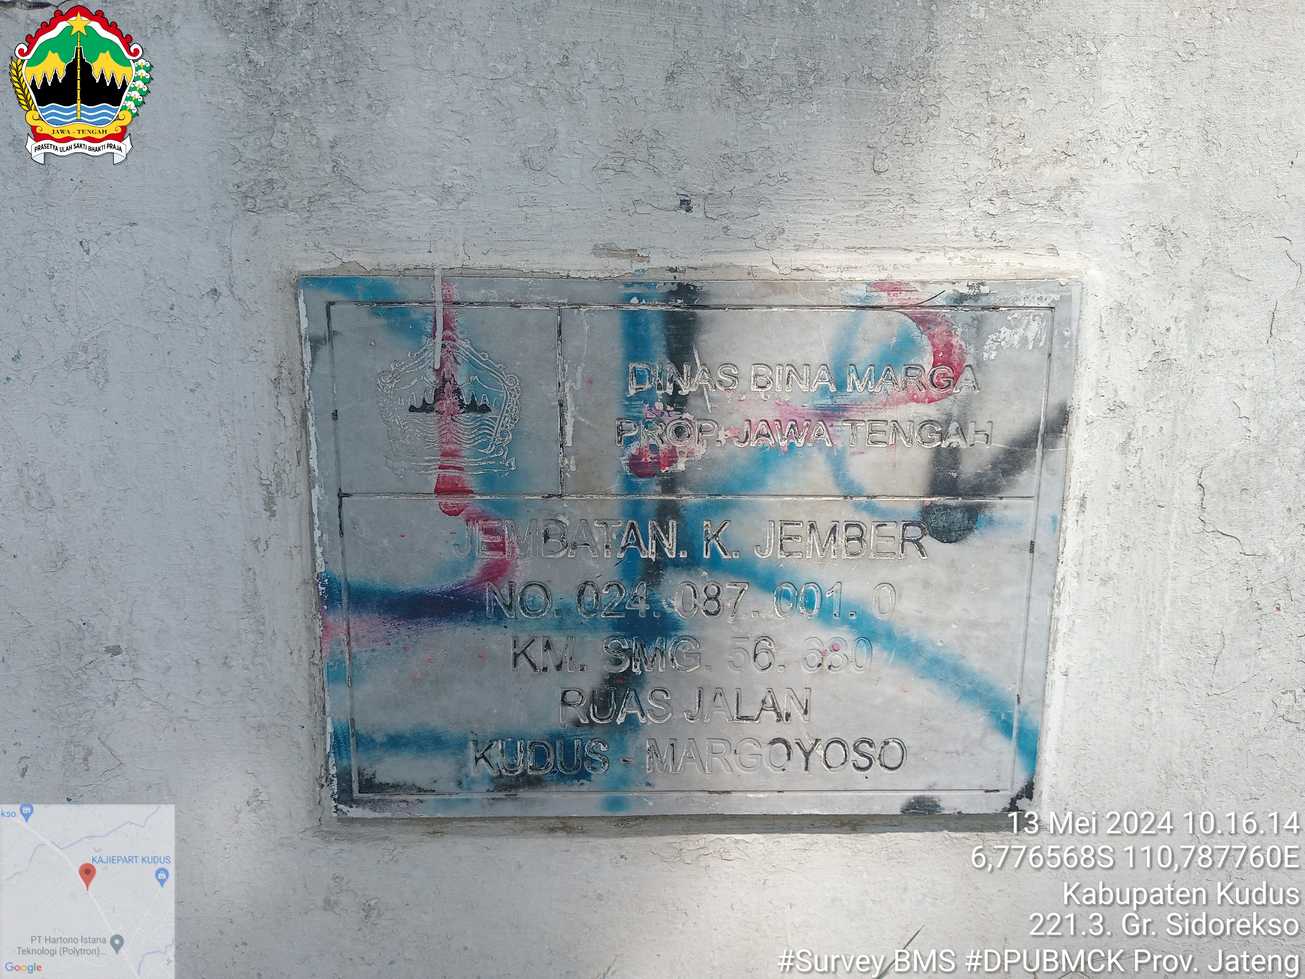 JAWA - TENGAH
PRASETYA ULAH SAKTI BHAKTI PRAJA
DINAS BINA MARGA
PROP. JAWA TENGAH
JEMBATAN. K. JEMBER
NO. 024. 087. 001. 0
KM. SMG. 56. 680
RUAS JALAN
KUDUS - MARGOYOSO
kso
KAJIEPART KUDUS
PT Hartono Istana
Teknologi (Polytron)...
Google
13 Mei 2024 10.16.14
6,776568S 110,787760E
Kabupaten Kudus
221.3. Gr. Sidorekso
#Survey BMS #DPUBMCK Prov. Jateng